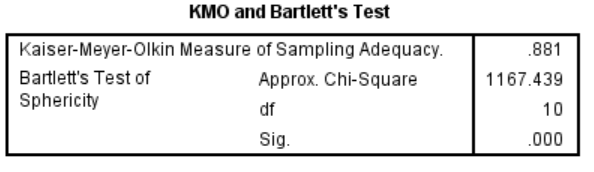 KMO and Bartlett's Test
Kaiser-Meyer-Olkin Measure of Sampling Adequacy. .881
Bartlett's Test of Sphericity Approx. Chi-Square 1167.439
df 10
Sig. .000